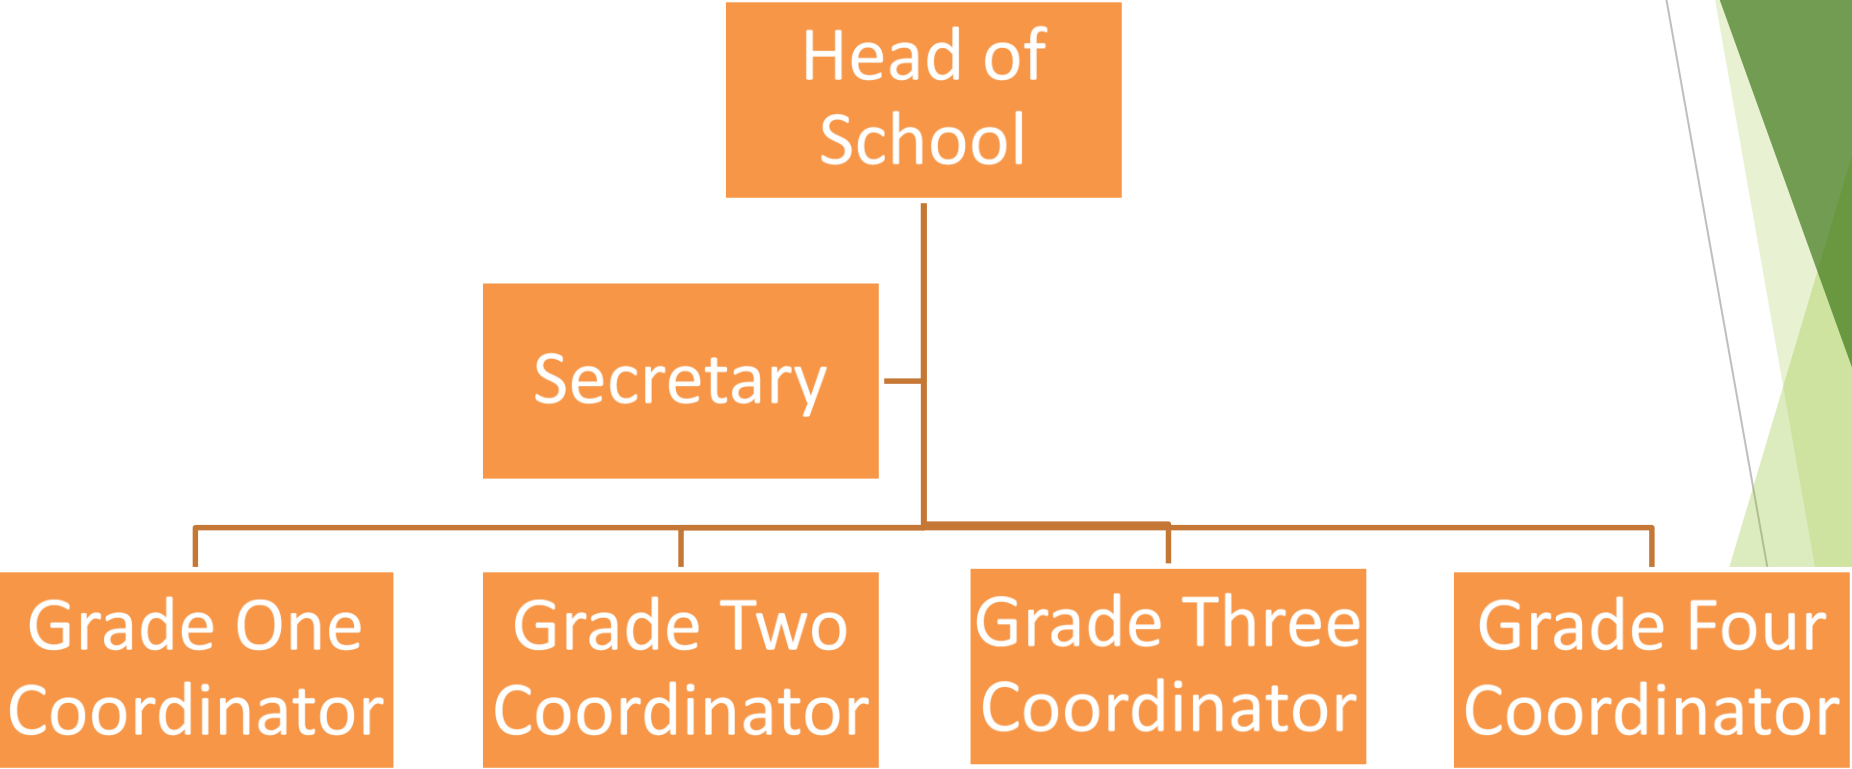 Head of
School
Secretary
Grade One
Coordinator
Grade Two
Coordinator
Grade Three
Coordinator
Grade Four
Coordinator